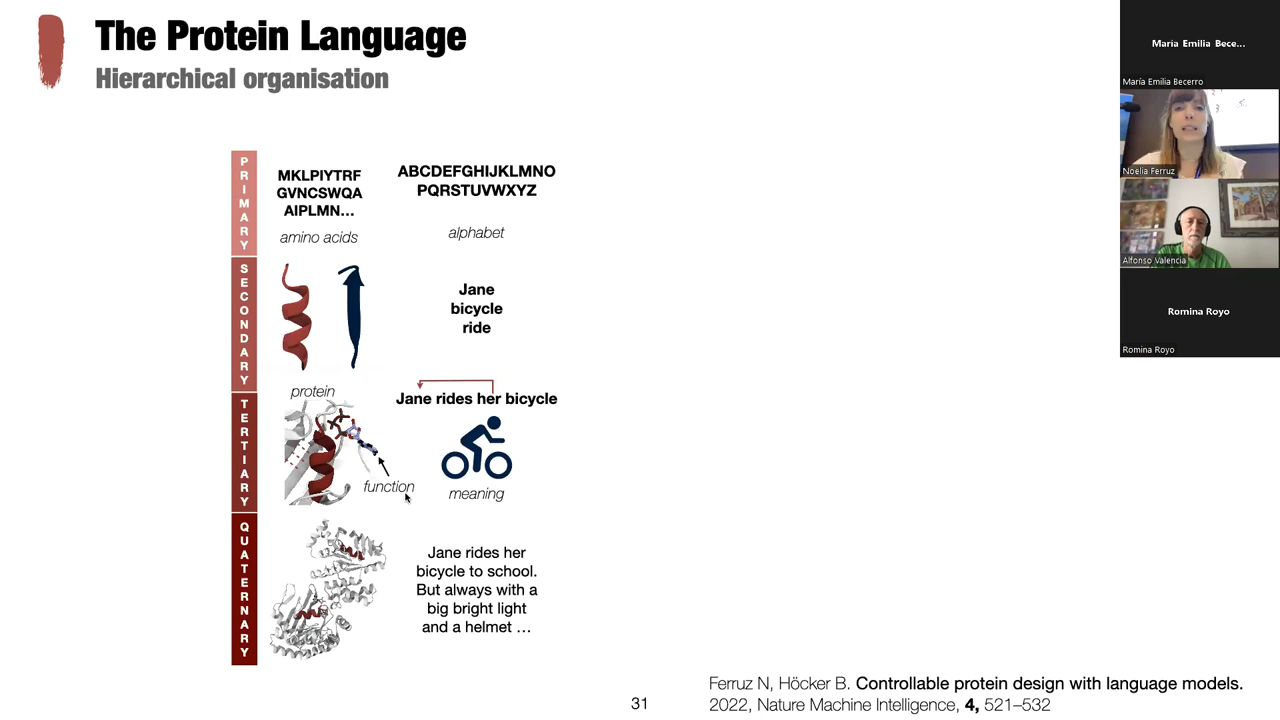 The Protein Language
Hierarchical organisation
PRIMARY
MKLPIYTRF
GVNCSWQA
AIPLMN...
amino acids
ABCDEFGHIJKLMNO
PQRSTUVWXYZ
alphabet
SECONDARY
Jane
bicycle
ride
TERTIARY
protein
function
Jane rides her bicycle
meaning
QUATERNARY
Jane rides her
bicycle to school.
But always with a
big bright light
and a helmet …
Ferruz N, Höcker B. Controllable protein design with language models.
2022, Nature Machine Intelligence, 4, 521–532
31
María Emilia Bece...
María Emilia Becerro
Noelia Ferruz
Alfonso Valencia
Romina Royo
Romina Royo